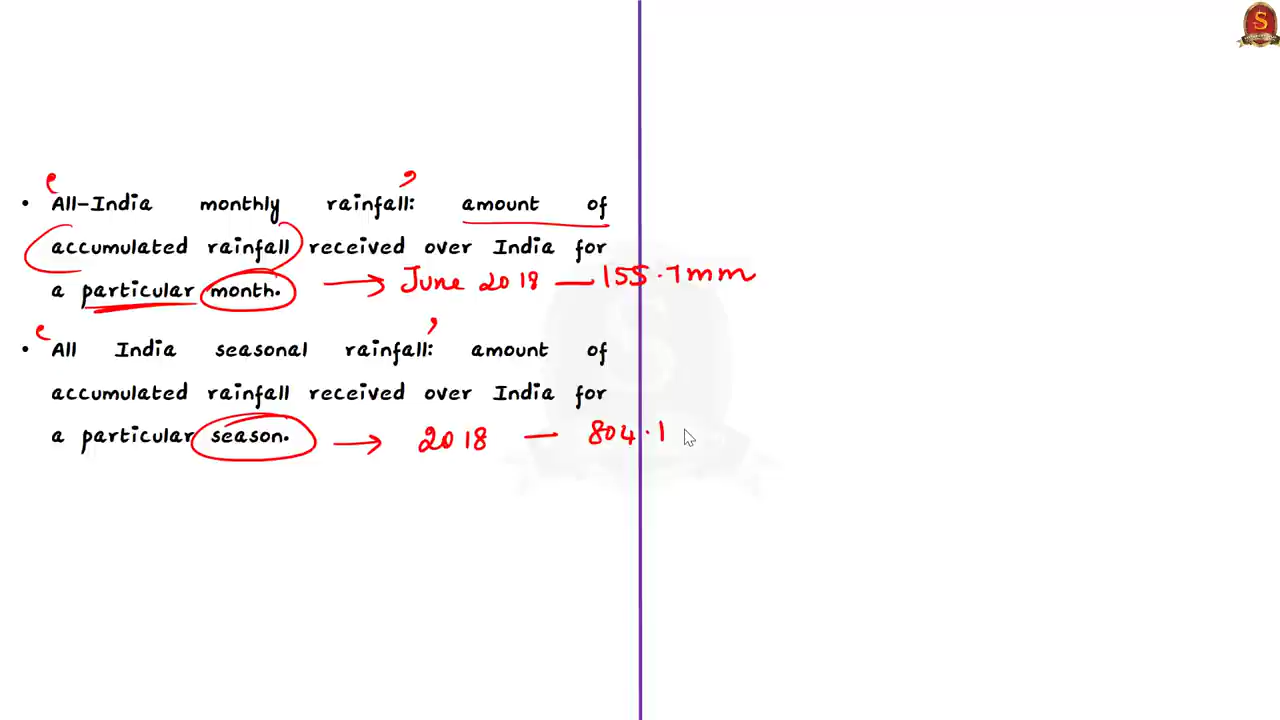 • All-India monthly rainfall: amount of
accumulated rainfall received over India for
a particular month. → June 2018 — 155.7mm
• All India seasonal rainfall: amount of
accumulated rainfall received over India for
a particular season. → 2018 — 804.1